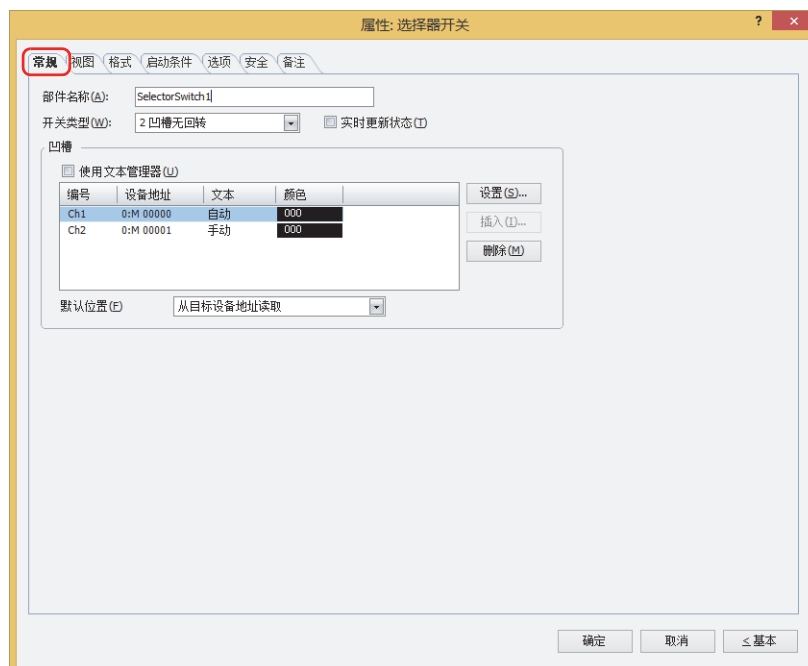 属性: 选择器开关 ? ×
常规 视图 格式 启动条件 选项 安全 备注
部件名称(A): SelectorSwitch1
开关类型(W): 2 凹槽无回转 实时更新状态(T)
凹槽
使用文本管理器(U)
编号 设备地址 文本 颜色 设置(S)...
Ch1 0:M 00000 自动 000
插入(I)...
Ch2 0:M 00001 手动 000
删除(M)
默认位置(F) 从目标设备地址读取
确定 取消 ≤基本